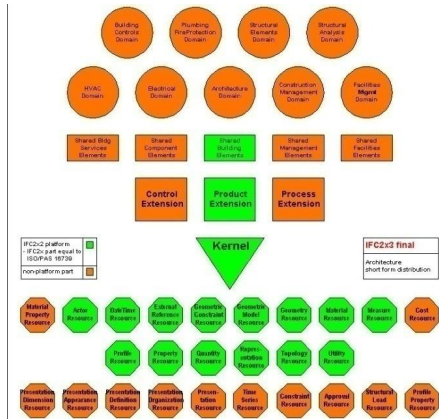 Building
Controls
Domain
Plumbing
FireProtection
Domain
Structural
Elements
Domain
Structural
Analysis
Domain
HVAC
Domain
Electrical
Domain
Architecture
Domain
Construction
Management
Domain
Facilities
Mgmt
Domain
Shared Bldg
Services
Elements
Shared
Component
Elements
Shared
Building
Elements
Shared
Management
Elements
Shared
Facilities
Elements
Control
Extension
Product
Extension
Process
Extension
Kernel
IFC2x2 platform
- IFC2x part equal to
ISO/PAS 16739
non-platform part
IFC2x3 final
Architecture
short form distribution
Material
Property
Resource
Actor
Resource
DateTime
Resource
External
Reference
Resource
Geometric
Constraint
Resource
Geometric
Model
Resource
Geometry
Resource
Material
Resource
Measure
Resource
Cost
Resource
Profile
Resource
Property
Resource
Quantity
Resource
Repres-
entation
Resource
Topology
Resource
Utility
Resource
Presentation
Dimension
Resource
Presentation
Appearance
Resource
Presentation
Definition
Resource
Presentation
Organization
Resource
Presen-
tation
Resource
Time
Series
Resource
Constraint
Resource
Approval
Resource
Structural
Load
Resource
Profile
Property
Resource